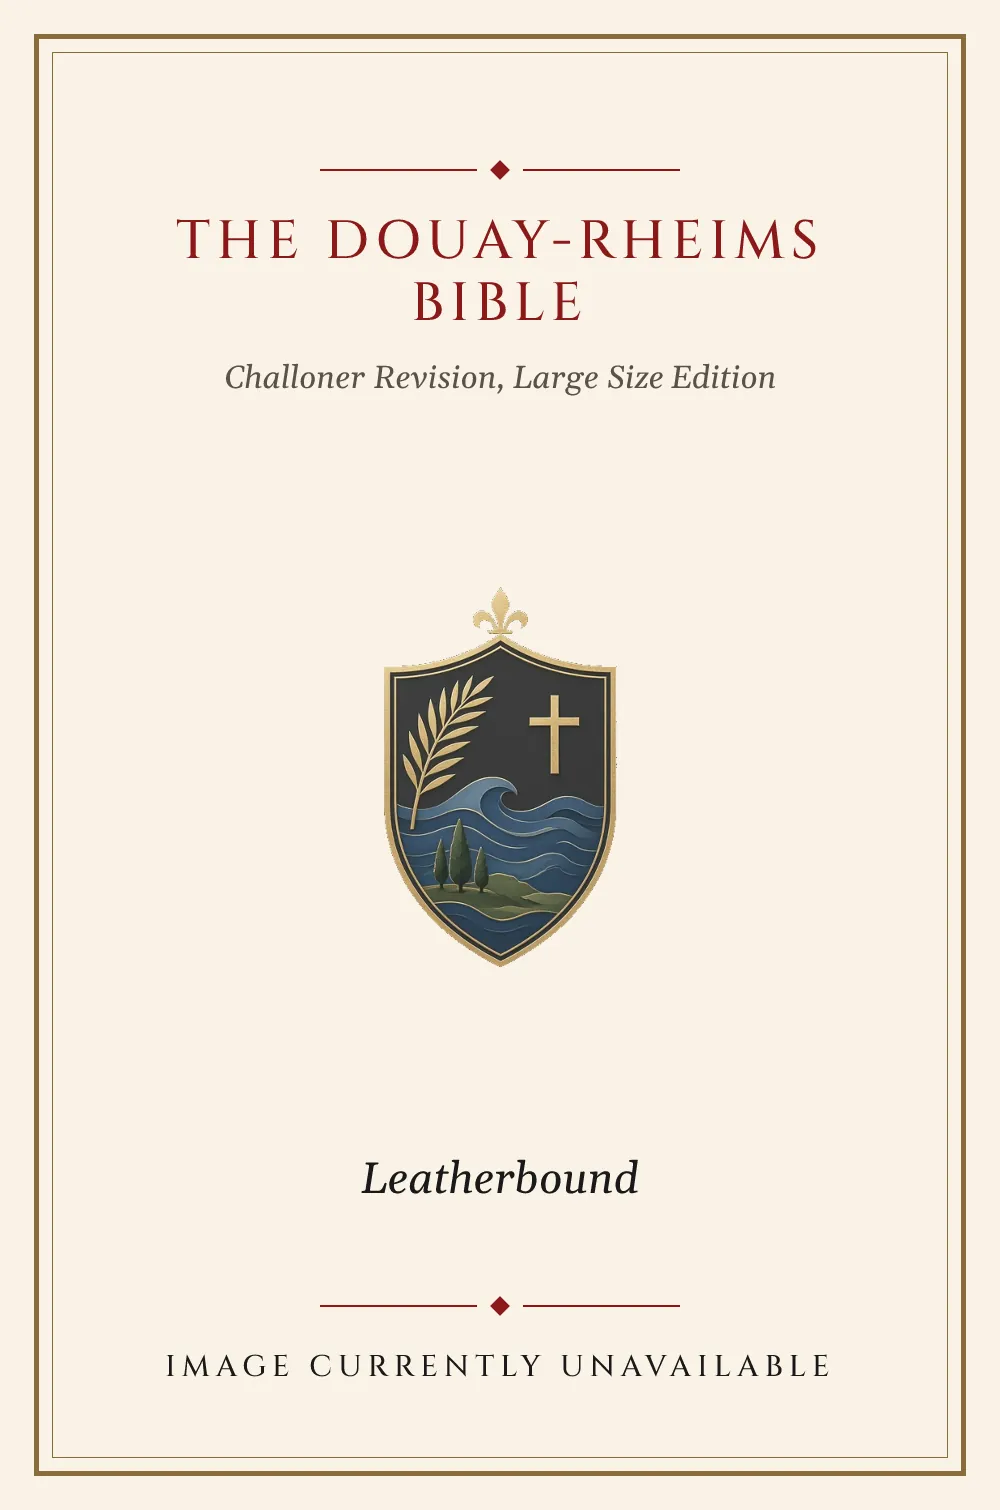 THE DOUAY-RHEIMS
BIBLE
Challoner Revision, Large Size Edition
Leatherbound
IMAGE CURRENTLY UNAVAILABLE